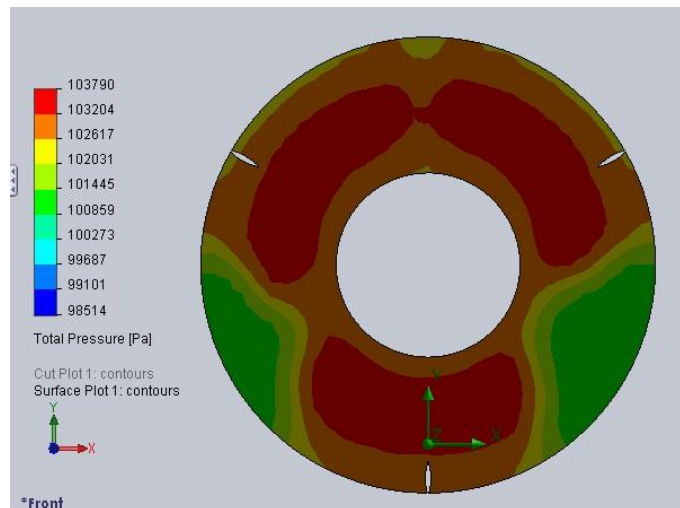 103790
103204
102617
102031
101445
100859
100273
99687
99101
98514
Total Pressure [Pa]
Cut Plot 1: contours
Surface Plot 1: contours
Y
X
Y
Z
X
*Front